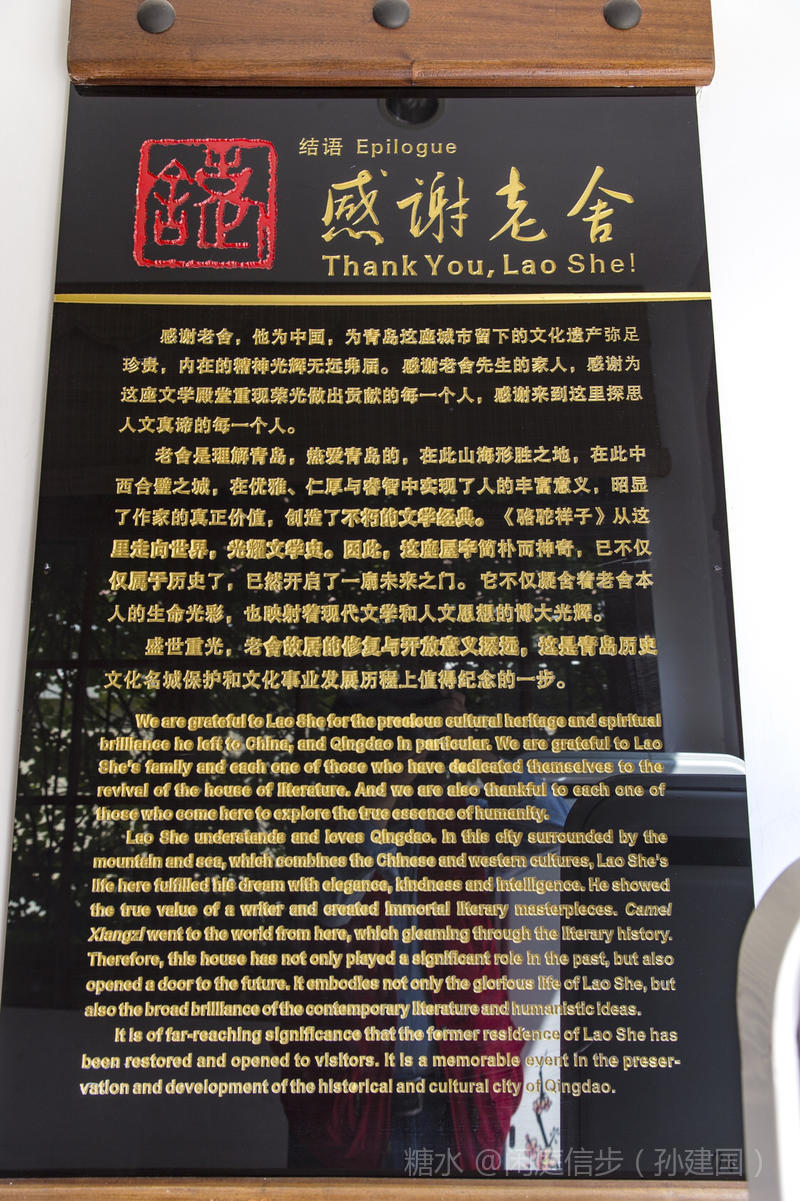 结语 Epilogue
感谢老舍
Thank You, Lao She!
感谢老舍，他为中国，为青岛这座城市留下的文化遗产弥足
珍贵，内在的精神光辉无远弗届。感谢老舍先生的家人，感谢为
这座文学殿堂重现荣光做出贡献的每一个人，感谢来到这里探思
人文真谛的每一个人。
老舍是理解青岛，热爱青岛的，在此山海形胜之地，在此中
西合璧之城，在优雅、仁厚与睿智中实现了人的丰富意义，昭显
了作家的真正价值，创造了不朽的文学经典。《骆驼祥子》从这
里走向世界，光耀文学史。因此，这座屋宇简朴而神奇，已不仅
仅属于历史了，已然开启了一扇未来之门。它不仅凝含着老舍本
人的生命光彩，也映射着现代文学和人文思想的博大光辉。
盛世重光，老舍故居的修复与开放意义深远，这是青岛历史
文化名城保护和文化事业发展历程上值得纪念的一步。
We are grateful to Lao She for the precious cultural heritage and spiritual
brilliance he left to China, and Qingdao in particular. We are grateful to Lao
She's family and each one of those who have dedicated themselves to the
revival of the house of literature. And we are also thankful to each one of
those who come here to explore the true essence of humanity.
Lao She understands and loves Qingdao. In this city surrounded by the
mountain and sea, which combines the Chinese and western cultures, Lao She's
life here fulfilled his dream with elegance, kindness and intelligence. He showed
the true value of a writer and created immortal literary masterpieces. Camel
Xiangzi went to the world from here, which gleaming through the literary history.
Therefore, this house has not only played a significant role in the past, but also
opened a door to the future. It embodies not only the glorious life of Lao She, but
also the broad brilliance of the contemporary literature and humanistic ideas.
It is of far-reaching significance that the former residence of Lao She has
been restored and opened to visitors. It is a memorable event in the preser-
vation and development of the historical and cultural city of Qingdao.
糖水 @闲庭信步（孙建国）